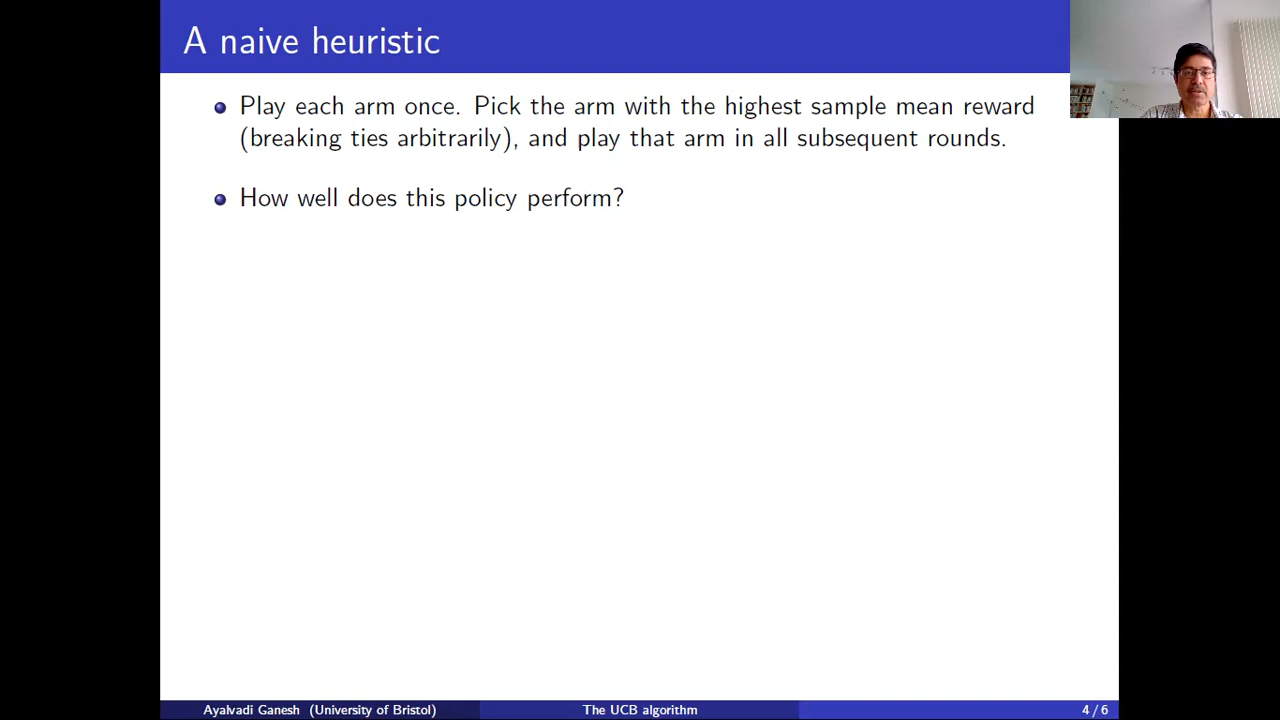 A naive heuristic
Play each arm once. Pick the arm with the highest sample mean reward
(breaking ties arbitrarily), and play that arm in all subsequent rounds.
How well does this policy perform?
Ayalvadi Ganesh (University of Bristol)
The UCB algorithm
4 / 6